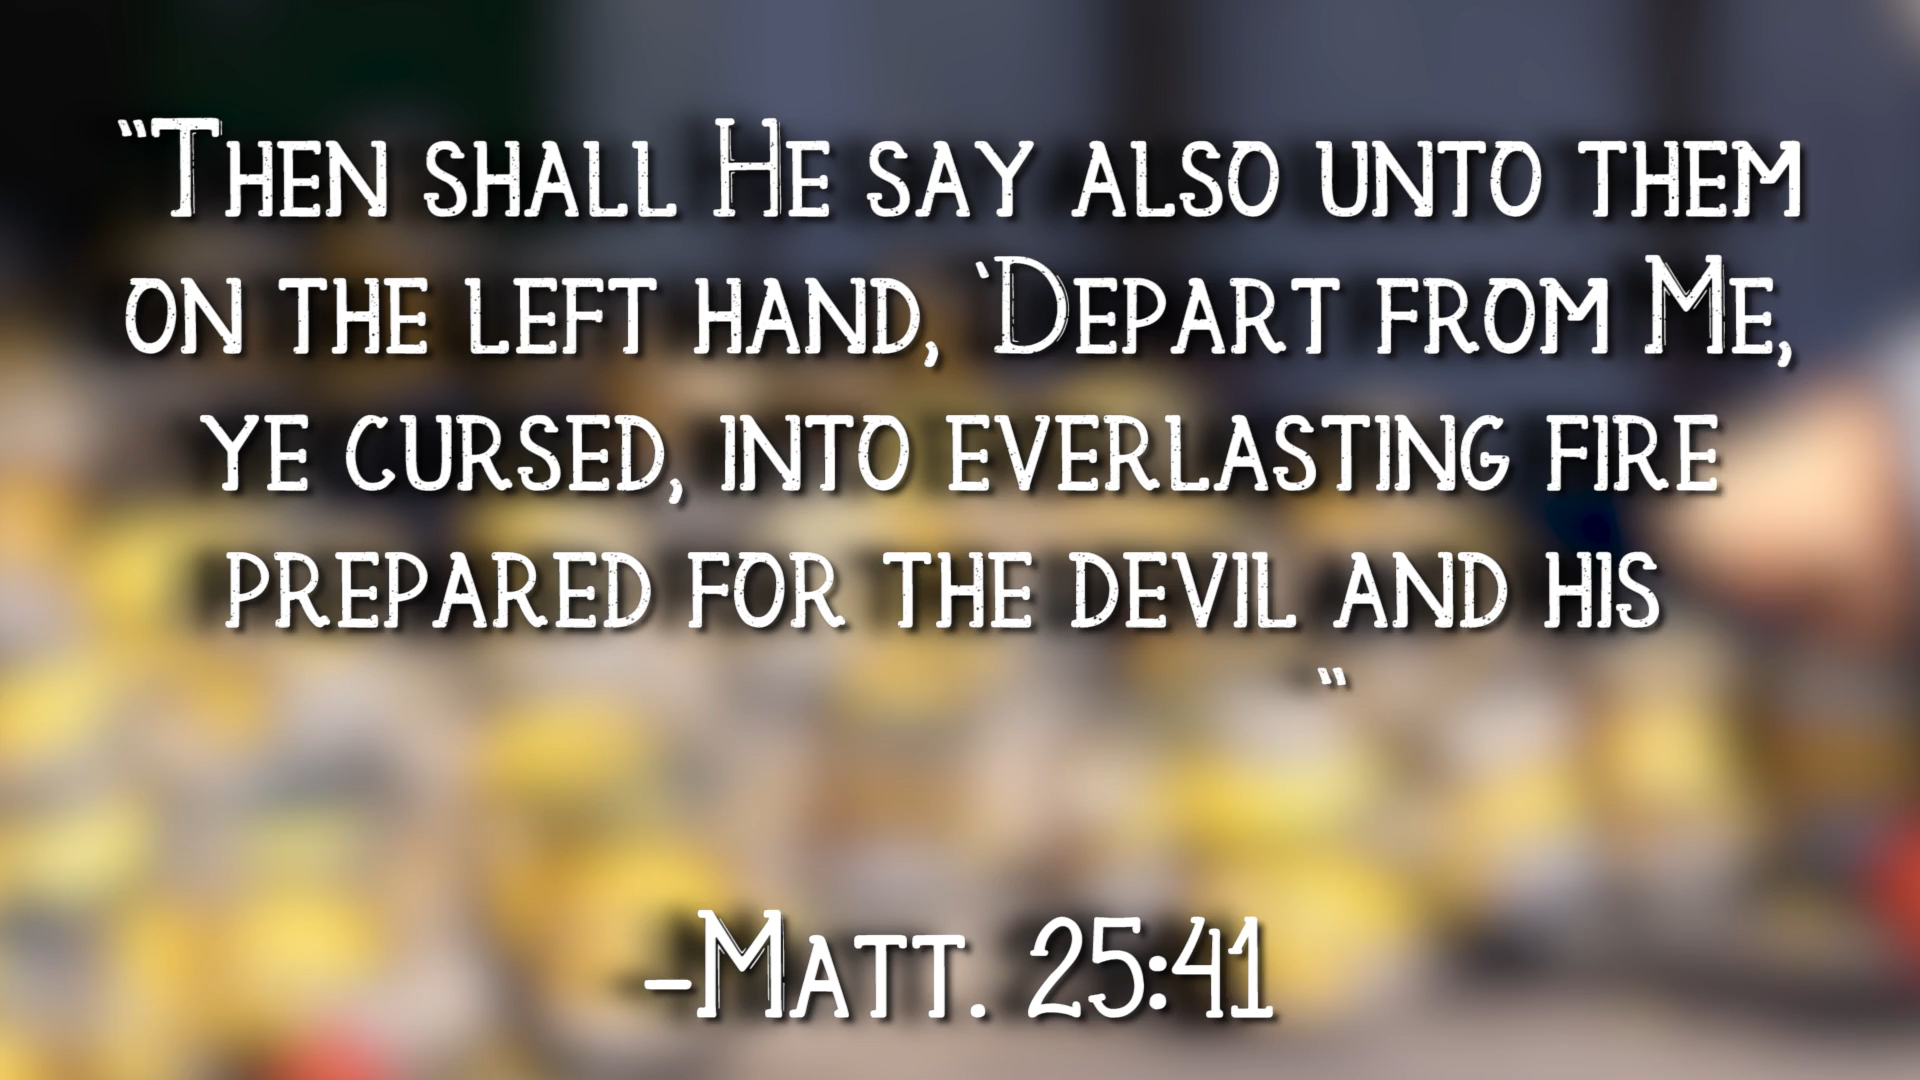 “Then shall He say also unto them
on the left hand, ‘Depart from Me,
ye cursed, into everlasting fire
prepared for the devil and his
”
-Matt. 25:41